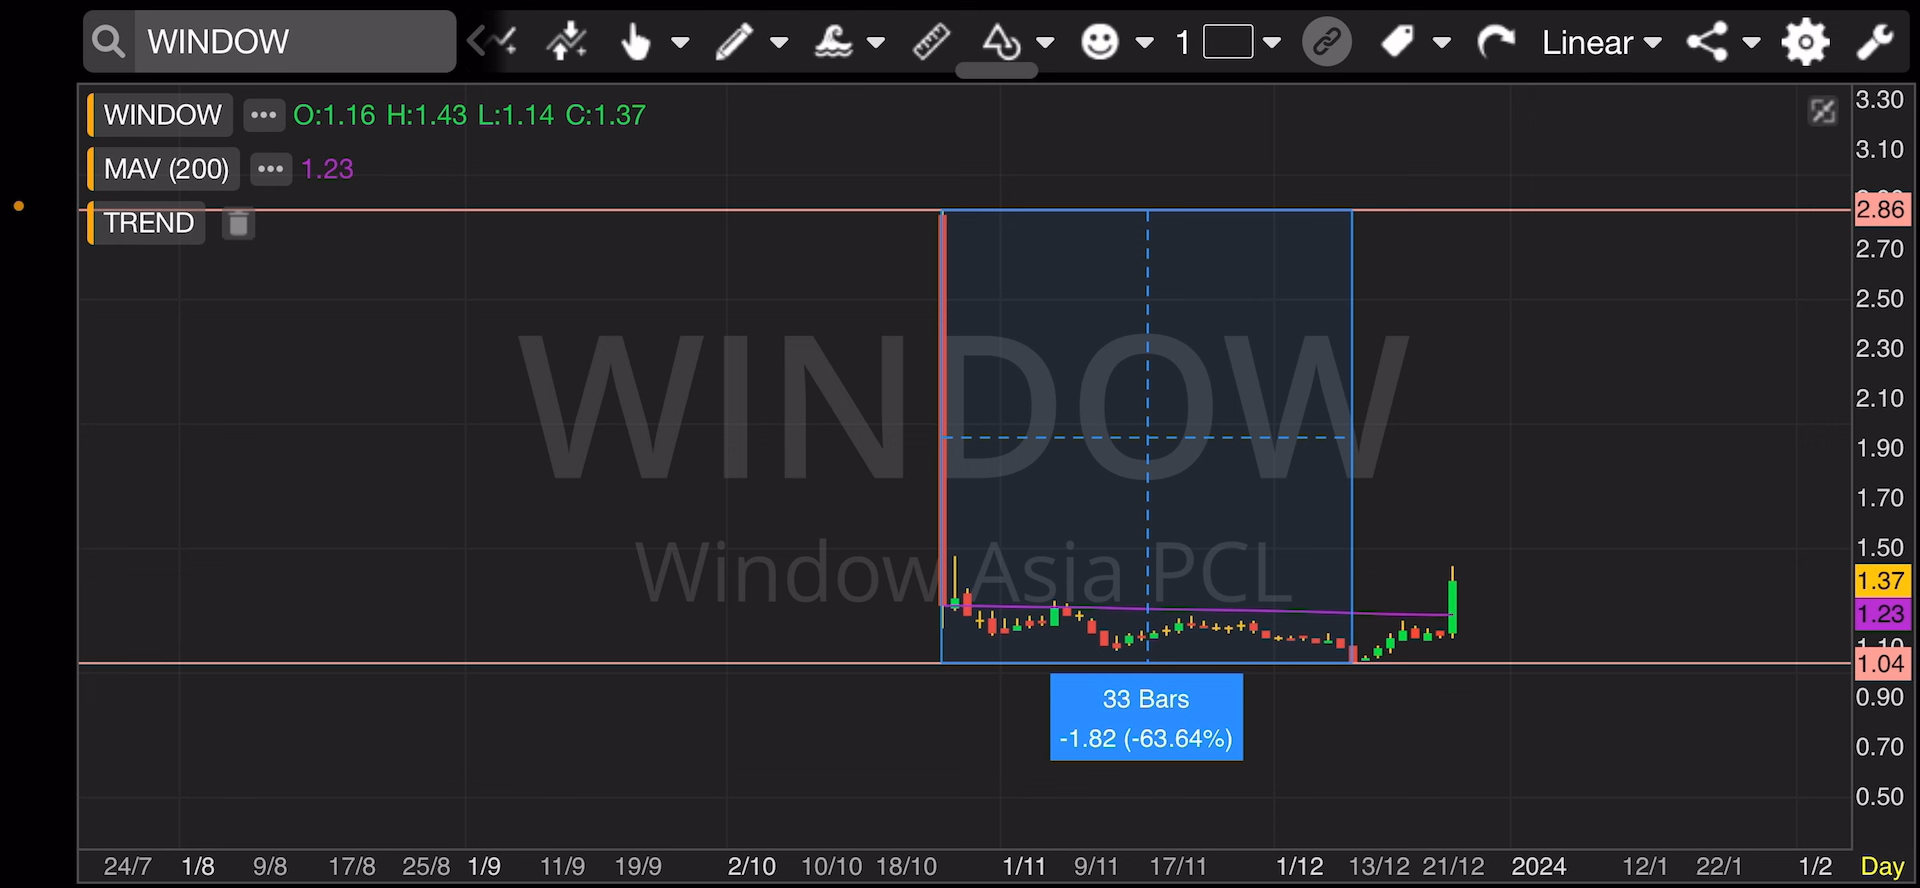 WINDOW
1
Linear
WINDOW ••• O:1.16 H:1.43 L:1.14 C:1.37
MAV (200) ••• 1.23
TREND
3.30
3.10
2.86
2.70
2.50
2.30
2.10
1.90
1.70
1.50
1.37
1.23
1.10
1.04
0.90
0.70
0.50
WINDOW
Window Asia PCL
33 Bars
-1.82 (-63.64%)
24/7 1/8 9/8 17/8 25/8 1/9 11/9 19/9 2/10 10/10 18/10 1/11 9/11 17/11 1/12 13/12 21/12 2024 12/1 22/1 1/2 Day